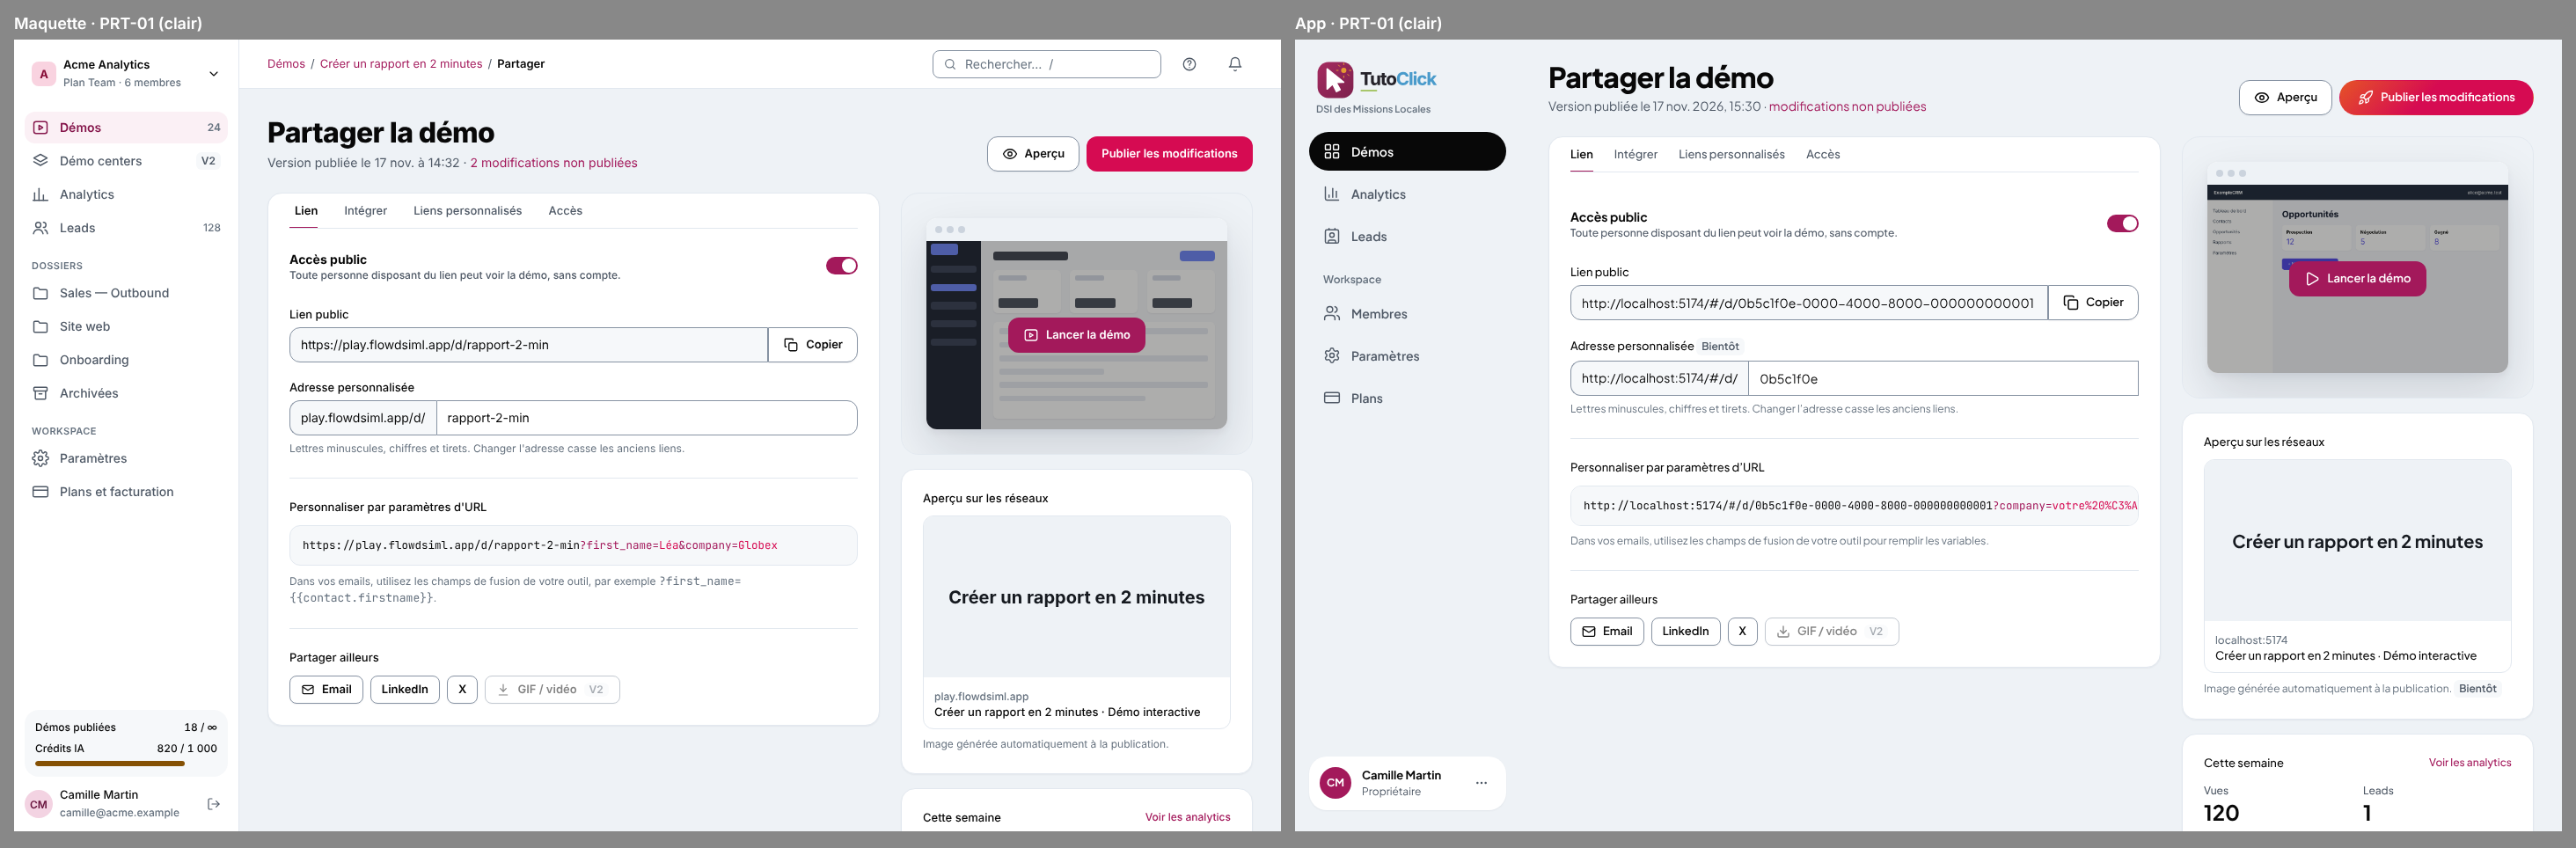 Maquette · PRT-01 (clair)
A
Acme Analytics
Plan Team · 6 membres
Démos 24
Démo centers V2
Analytics
Leads 128
DOSSIERS
Sales — Outbound
Site web
Onboarding
Archivées
WORKSPACE
Paramètres
Plans et facturation
Démos publiées 18 / ∞
Crédits IA 820 / 1 000
CM
Camille Martin
camille@acme.example
Démos / Créer un rapport en 2 minutes / Partager
Rechercher... /
Partager la démo
Version publiée le 17 nov. à 14:32 · 2 modifications non publiées
Aperçu
Publier les modifications
Lien Intégrer Liens personnalisés Accès
Accès public
Toute personne disposant du lien peut voir la démo, sans compte.
Lien public
https://play.flowdsiml.app/d/rapport-2-min
Copier
Adresse personnalisée
play.flowdsiml.app/d/ rapport-2-min
Lettres minuscules, chiffres et tirets. Changer l'adresse casse les anciens liens.
Personnaliser par paramètres d'URL
https://play.flowdsiml.app/d/rapport-2-min?first_name=Léa&company=Globex
Dans vos emails, utilisez les champs de fusion de votre outil, par exemple ?first_name=
{{contact.firstname}}.
Partager ailleurs
Email LinkedIn X GIF / vidéo V2
Lancer la démo
Aperçu sur les réseaux
Créer un rapport en 2 minutes
play.flowdsiml.app
Créer un rapport en 2 minutes · Démo interactive
Image générée automatiquement à la publication.
Cette semaine Voir les analytics
App · PRT-01 (clair)
TutoClick
DSI des Missions Locales
Démos
Analytics
Leads
Workspace
Membres
Paramètres
Plans
CM
Camille Martin
Propriétaire
Partager la démo
Version publiée le 17 nov. 2026, 15:30 · modifications non publiées
Aperçu
Publier les modifications
Lien Intégrer Liens personnalisés Accès
Accès public
Toute personne disposant du lien peut voir la démo, sans compte.
Lien public
http://localhost:5174/#/d/0b5c1f0e-0000-4000-8000-000000000001
Copier
Adresse personnalisée Bientôt
http://localhost:5174/#/d/ 0b5c1f0e
Lettres minuscules, chiffres et tirets. Changer l'adresse casse les anciens liens.
Personnaliser par paramètres d'URL
http://localhost:5174/#/d/0b5c1f0e-0000-4000-8000-000000000001?company=votre%20%C3%A
Dans vos emails, utilisez les champs de fusion de votre outil pour remplir les variables.
Partager ailleurs
Email LinkedIn X GIF / vidéo V2
Opportunités
12 5 8
Lancer la démo
Aperçu sur les réseaux
Créer un rapport en 2 minutes
localhost:5174
Créer un rapport en 2 minutes · Démo interactive
Image générée automatiquement à la publication. Bientôt
Cette semaine Voir les analytics
Vues Leads
120 1